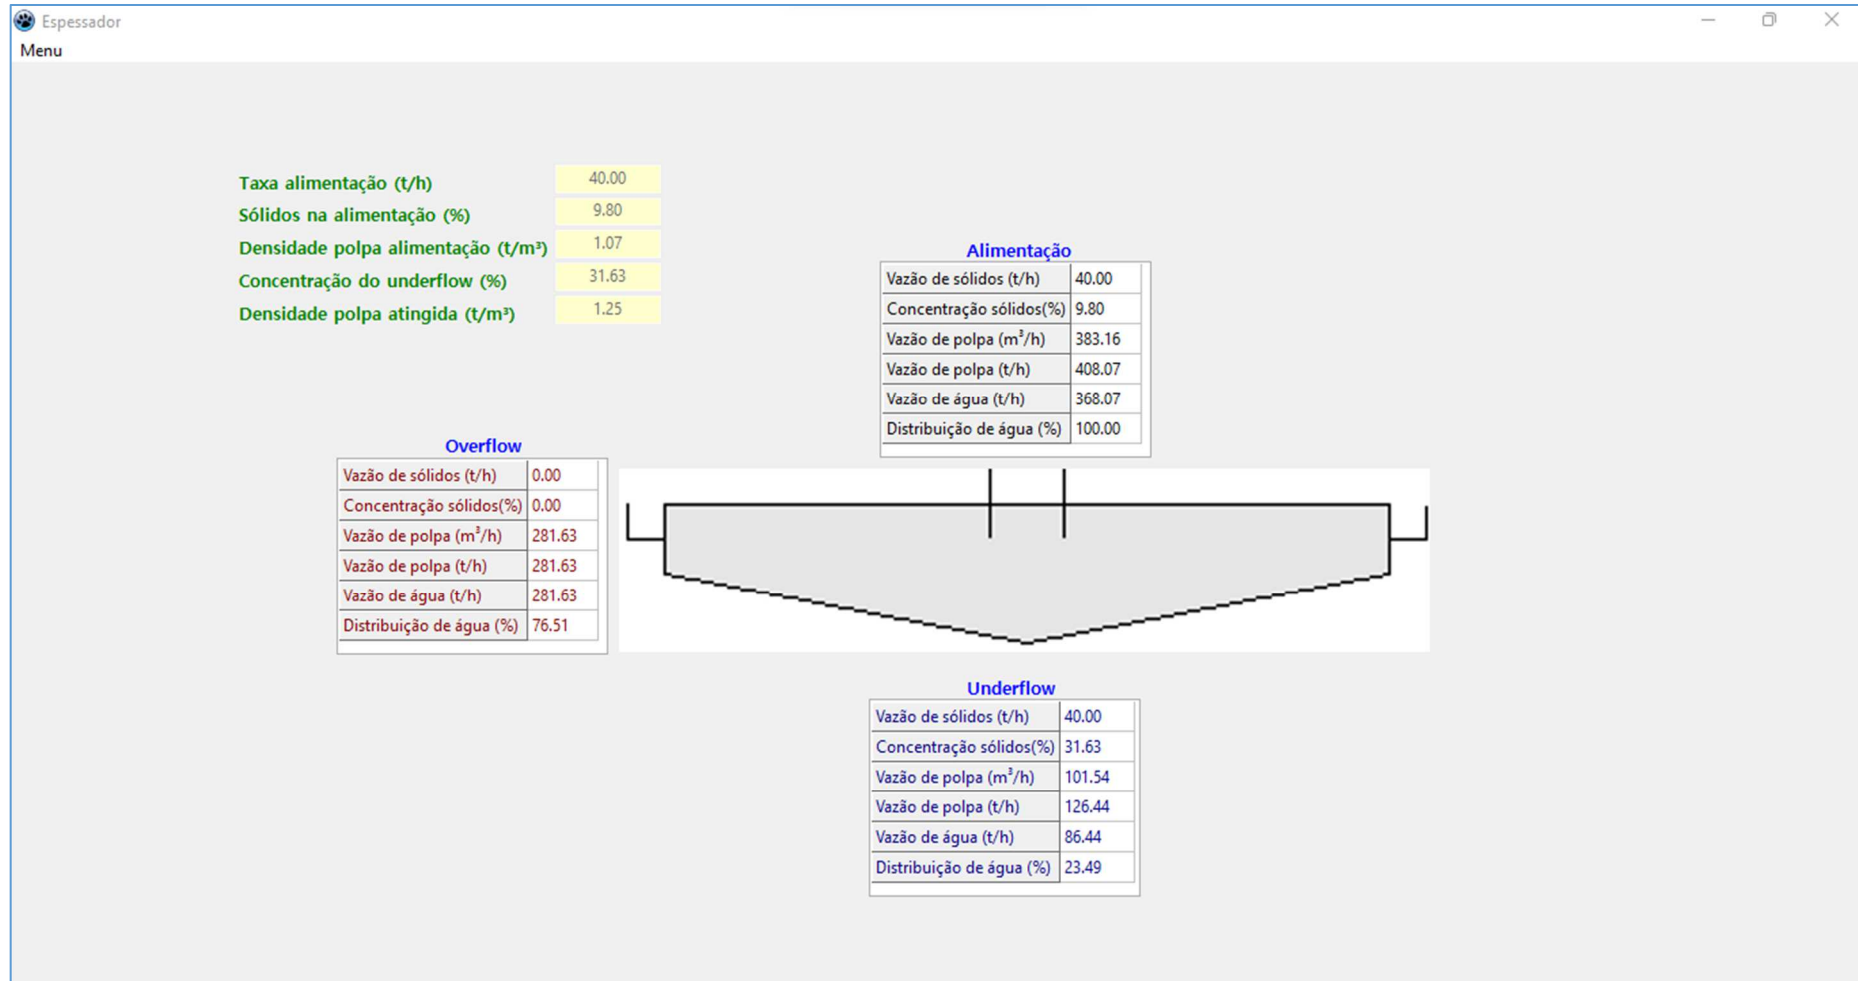 Espessador
Menu
Taxa alimentação (t/h) 40.00
Sólidos na alimentação (%) 9.80
Densidade polpa alimentação (t/m³) 1.07
Concentração do underflow (%) 31.63
Densidade polpa atingida (t/m³) 1.25
Alimentação
Vazão de sólidos (t/h) 40.00
Concentração sólidos(%) 9.80
Vazão de polpa (m³/h) 383.16
Vazão de polpa (t/h) 408.07
Vazão de água (t/h) 368.07
Distribuição de água (%) 100.00
Overflow
Vazão de sólidos (t/h) 0.00
Concentração sólidos(%) 0.00
Vazão de polpa (m³/h) 281.63
Vazão de polpa (t/h) 281.63
Vazão de água (t/h) 281.63
Distribuição de água (%) 76.51
Underflow
Vazão de sólidos (t/h) 40.00
Concentração sólidos(%) 31.63
Vazão de polpa (m³/h) 101.54
Vazão de polpa (t/h) 126.44
Vazão de água (t/h) 86.44
Distribuição de água (%) 23.49